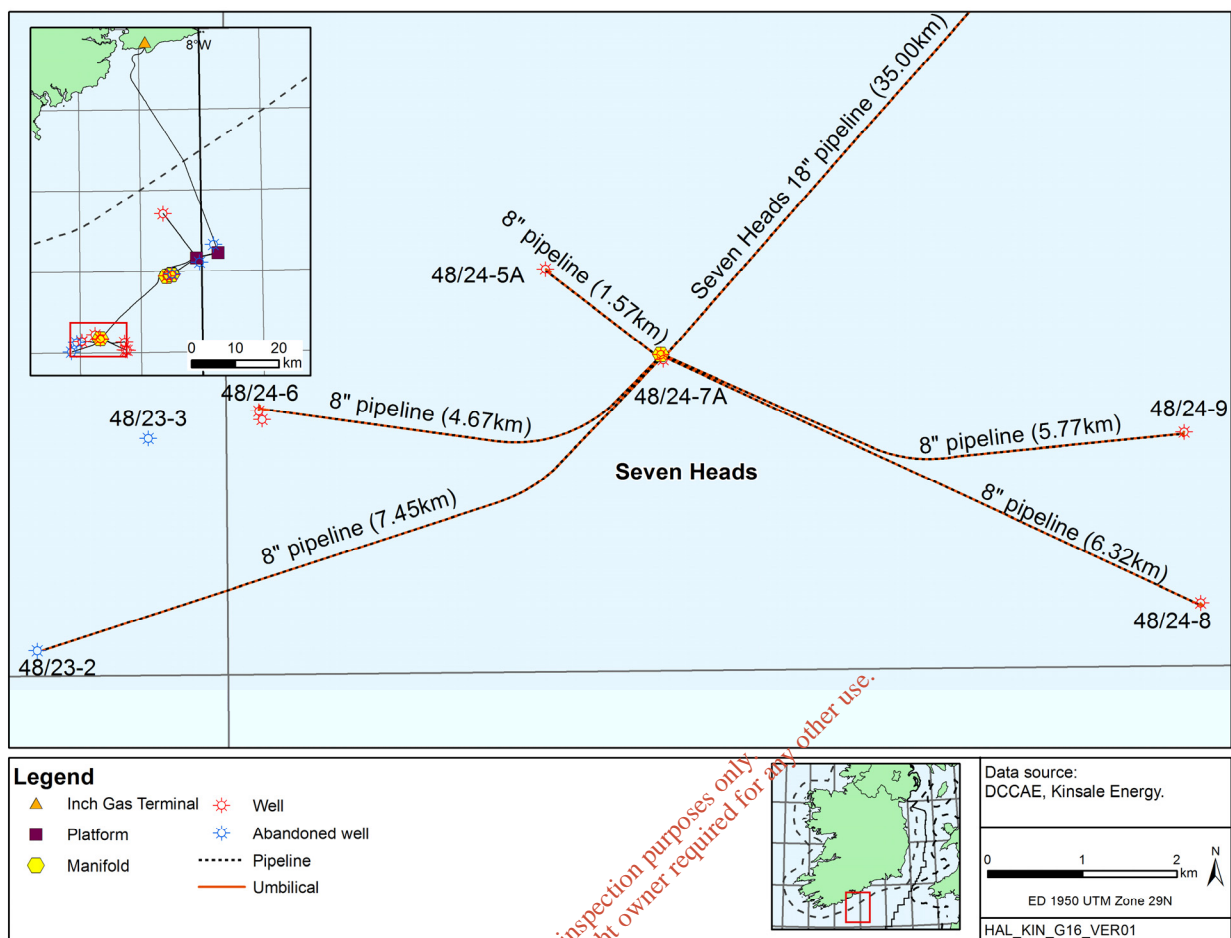 8°W
0 10 20
km
Seven Heads 18" pipeline (35.00km)
8" pipeline (1.57km)
48/24-5A
48/24-7A
48/24-6
48/23-3
8" pipeline (4.67km)
48/24-9
8" pipeline (5.77km)
Seven Heads
8" pipeline (7.45km)
8" pipeline (6.32km)
48/24-8
48/23-2
Legend
Inch Gas Terminal
Platform
Manifold
Well
Abandoned well
Pipeline
Umbilical
inspection purposes only.
ht owner required for any other use.
Data source:
DCCAE, Kinsale Energy.
N
0 1 2
km
ED 1950 UTM Zone 29N
HAL_KIN_G16_VER01